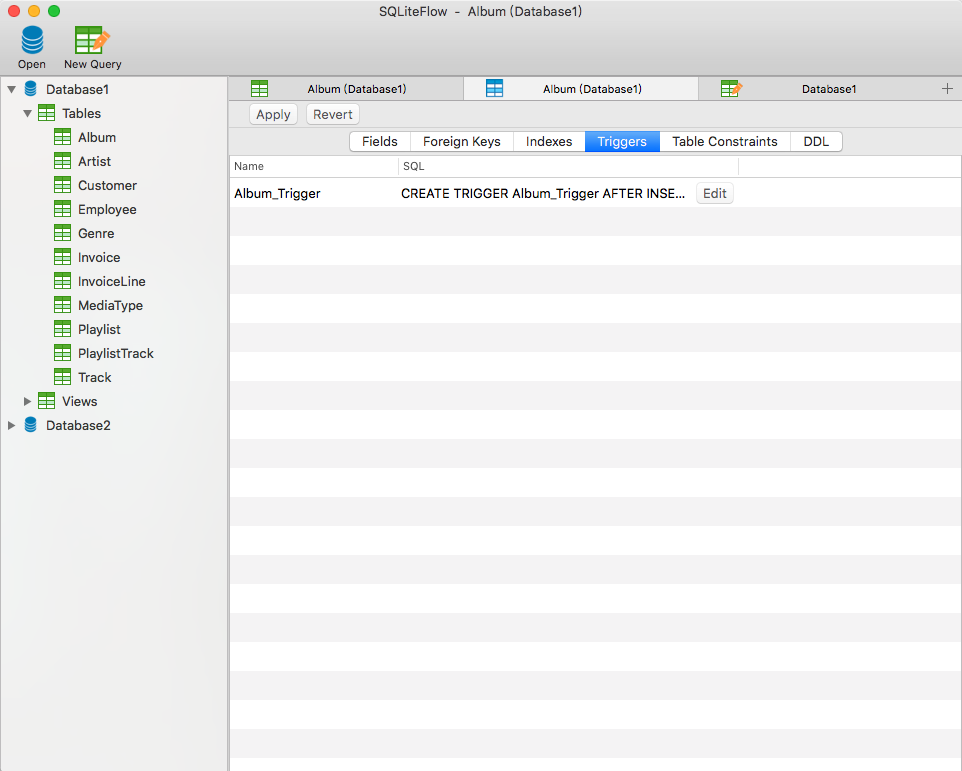 SQLiteFlow - Album (Database1)
Open
New Query
Database1
Tables
Album
Artist
Customer
Employee
Genre
Invoice
InvoiceLine
MediaType
Playlist
PlaylistTrack
Track
Views
Database2
Album (Database1)
Album (Database1)
Database1
Apply
Revert
Fields
Foreign Keys
Indexes
Triggers
Table Constraints
DDL
Name
SQL
Album_Trigger
CREATE TRIGGER Album_Trigger AFTER INSE...
Edit